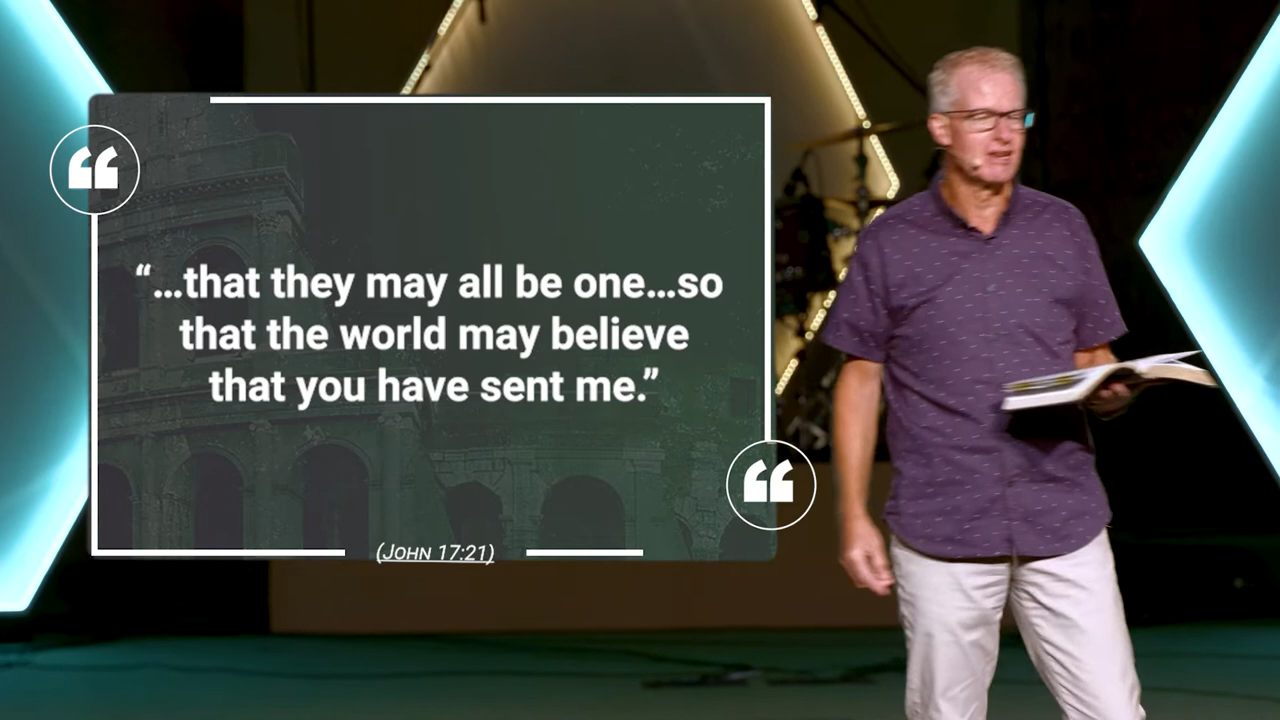 “...that they may all be one...so
that the world may believe
that you have sent me.”
(John 17:21)